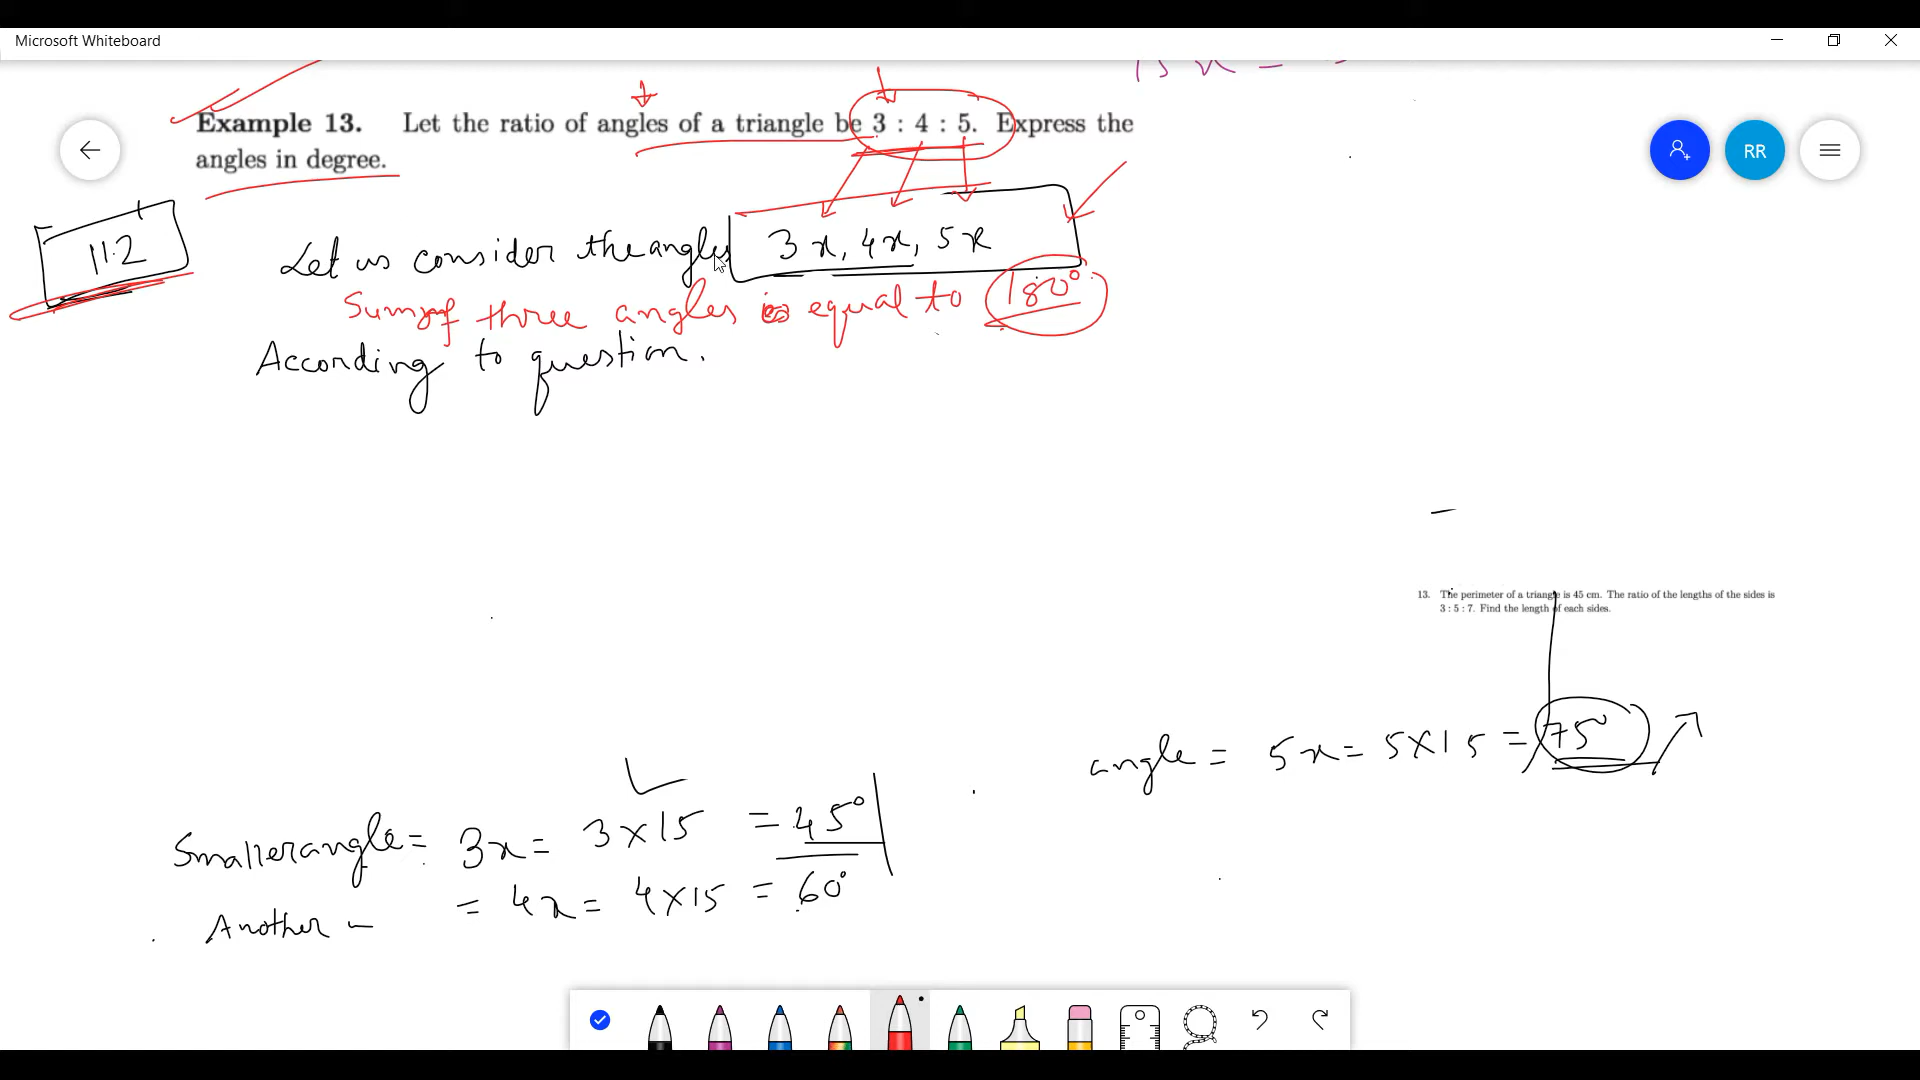 Microsoft Whiteboard
Example 13. Let the ratio of angles of a triangle be 3 : 4 : 5. Express the
angles in degree.
RR
11.2
Let us consider the angles 3x, 4x, 5x
Sum of three angles is equal to 180°
According to question.
13. The perimeter of a triangle is 45 cm. The ratio of the lengths of the sides is
3 : 5 : 7. Find the length of each sides.
angle = 5x = 5×15 = 75°
Smaller angle = 3x = 3×15 = 45°
Another = 4x = 4×15 = 60°